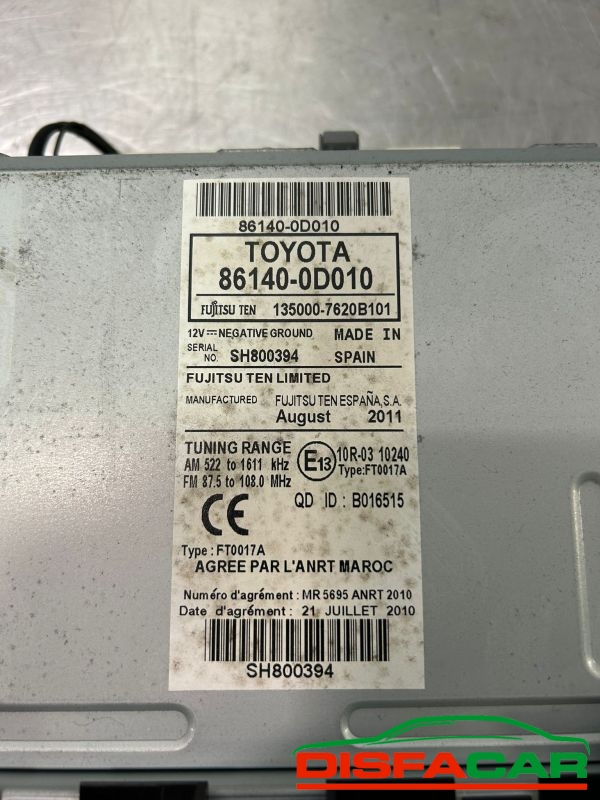 86140-0D010
TOYOTA
86140-0D010
FUJITSU TEN 135000-7620B101
12V NEGATIVE GROUND MADE IN
SERIAL NO. SH800394 SPAIN
FUJITSU TEN LIMITED
MANUFACTURED FUJITSU TEN ESPAÑA,S.A.
August 2011
TUNING RANGE
AM 522 to 1611 kHz
FM 87.5 to 108.0 MHz
E13 10R-03 10240
Type:FT0017A
QD ID : B016515
CE
Type : FT0017A
AGREE PAR L'ANRT MAROC
Numéro d'agrément : MR 5695 ANRT 2010
Date d'agrément : 21 JUILLET 2010
SH800394
DISFACAR